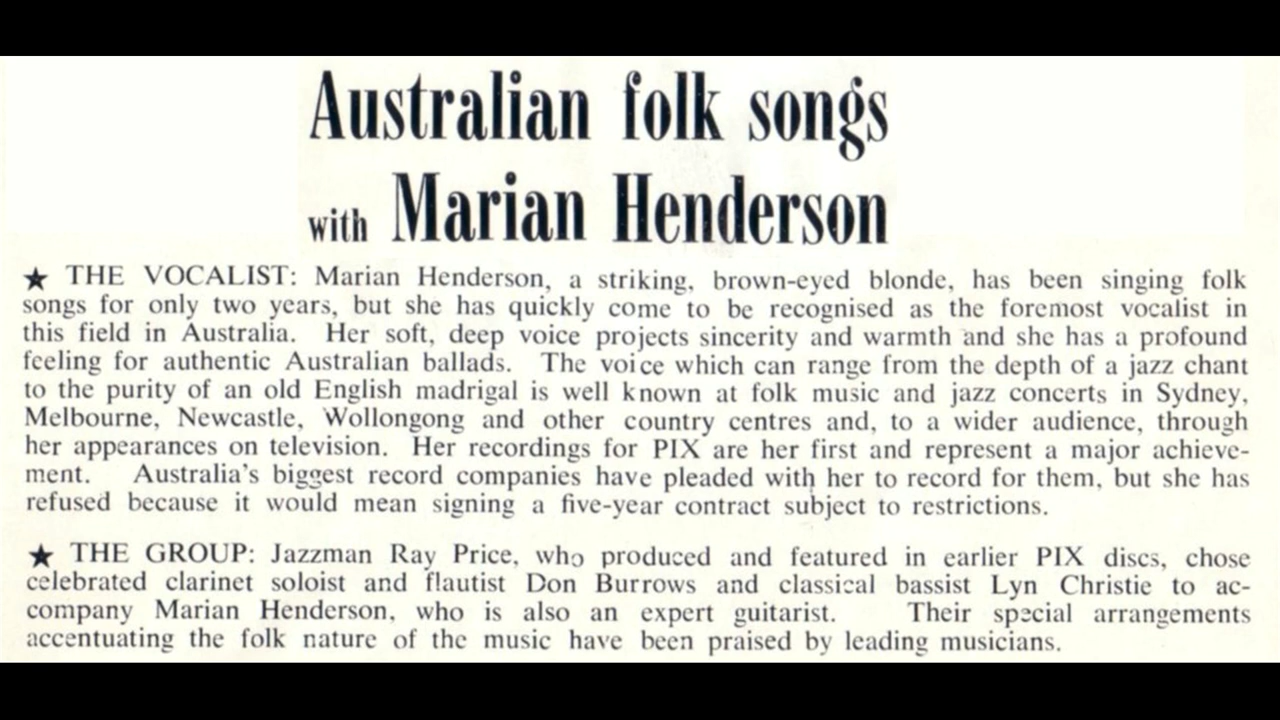 Australian folk songs
with Marian Henderson
★ THE VOCALIST: Marian Henderson, a striking, brown-eyed blonde, has been singing folk
songs for only two years, but she has quickly come to be recognised as the foremost vocalist in
this field in Australia. Her soft, deep voice projects sincerity and warmth and she has a profound
feeling for authentic Australian ballads. The voice which can range from the depth of a jazz chant
to the purity of an old English madrigal is well known at folk music and jazz concerts in Sydney,
Melbourne, Newcastle, Wollongong and other country centres and, to a wider audience, through
her appearances on television. Her recordings for PIX are her first and represent a major achieve-
ment. Australia's biggest record companies have pleaded with her to record for them, but she has
refused because it would mean signing a five-year contract subject to restrictions.
★ THE GROUP: Jazzman Ray Price, who produced and featured in earlier PIX discs, chose
celebrated clarinet soloist and flautist Don Burrows and classical bassist Lyn Christie to ac-
company Marian Henderson, who is also an expert guitarist. Their special arrangements
accentuating the folk nature of the music have been praised by leading musicians.